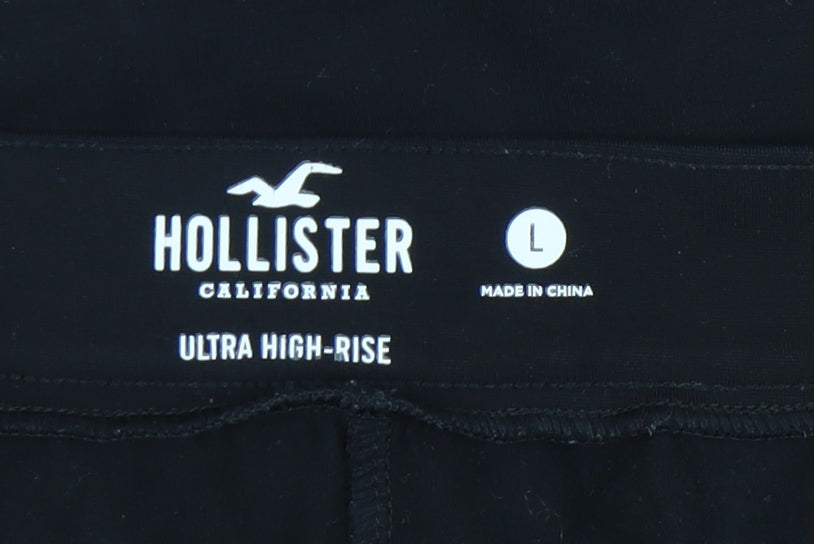 HOLLISTER
CALIFORNIA
ULTRA HIGH-RISE
L
MADE IN CHINA